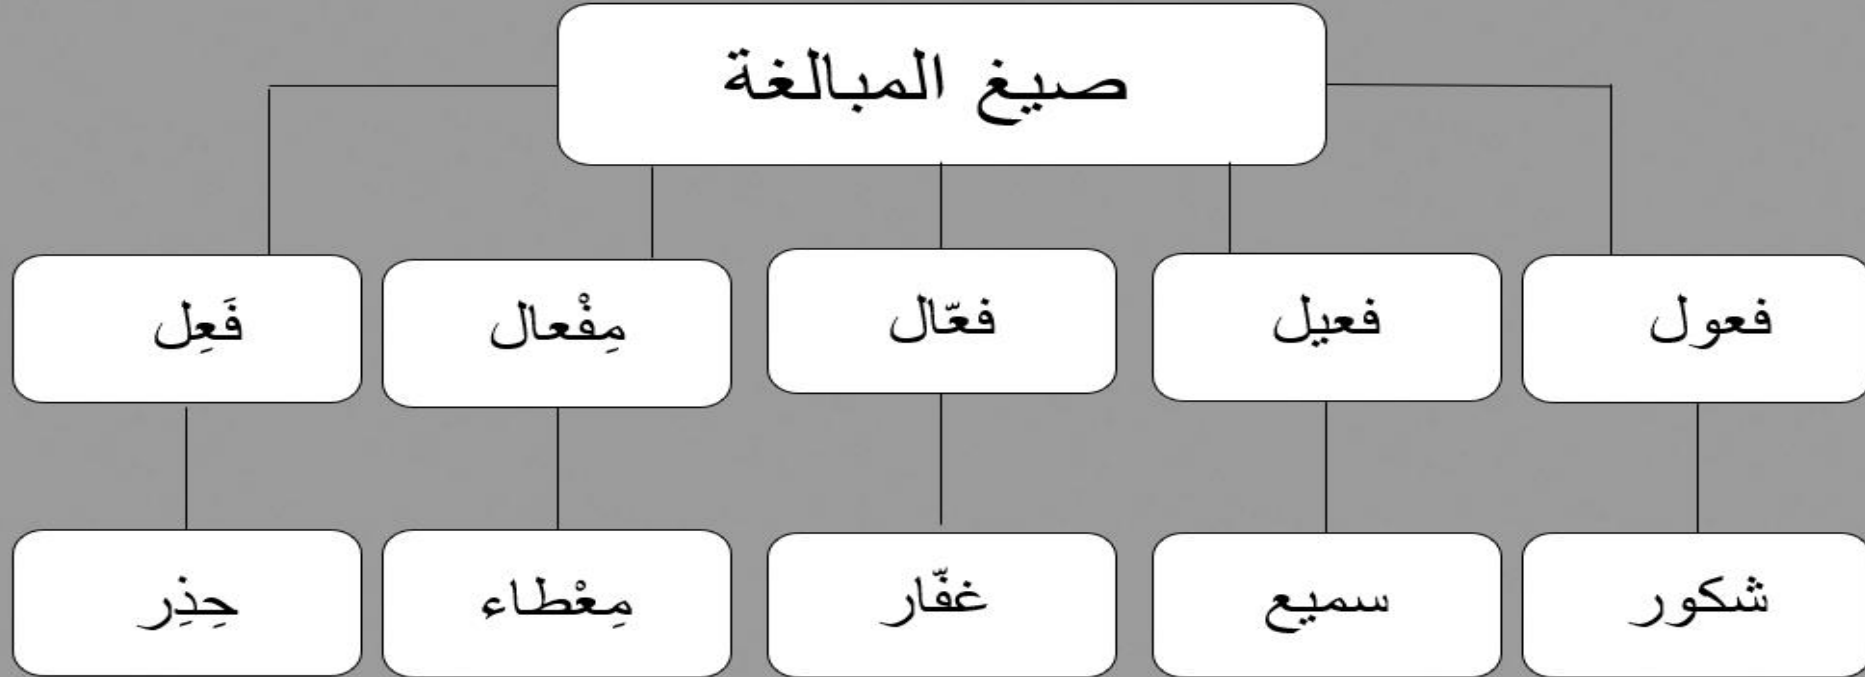 صيغ المبالغة
فعول
فعيل
فعّال
مِفْعال
فَعِل
شكور
سميع
غفّار
مِعْطاء
حِذِر